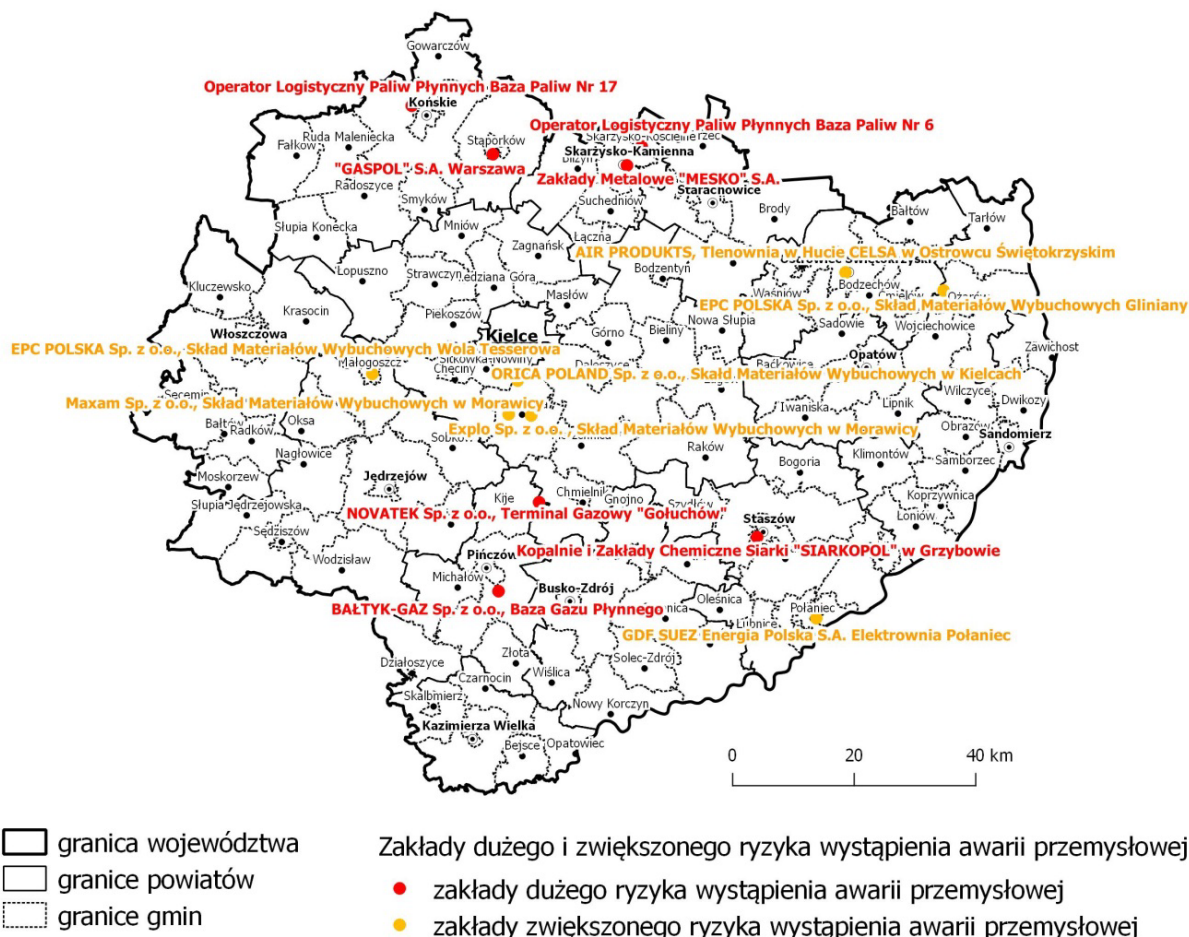 Gowarczów
Operator Logistyczny Paliw Płynnych Baza Paliw Nr 17
Końskie
Operator Logistyczny Paliw Płynnych Baza Paliw Nr 6
Ruda Maleniecka
Stąporków
Fałków
Skarżysko-Kamienna
"GASPOL" S.A. Warszawa
Zakłady Metalowe "MESKO" S.A.
Radoszyce
Starachowice
Smyków
Suchedniów
Brody
Bałtów
Tarłów
Słupia Konecka
Mniów
Łączna
Zagnańsk
AIR PRODUKTS, Tlenownia w Hucie CELSA w Ostrowcu Świętokrzyskim
Bodzentyń
Łopuszno
Strawczyn
Bodzechów
Kluczewsko
Masłów
Waśniów
EPC POLSKA Sp. z o.o., Skład Materiałów Wybuchowych Gliniany
Krasocin
Piekoszów
Nowa Słupia
Sadowie
Wojciechowice
Włoszczowa
Kielce
Górno
Bieliny
EPC POLSKA Sp. z o.o., Skład Materiałów Wybuchowych Wola Tesserowa
Opatów
Zawichost
Małogoszcz
Chęciny
ORICA POLAND Sp. z o.o., Skałd Materiałów Wybuchowych w Kielcach
Wilczyce
Maxam Sp. z o.o., Skład Materiałów Wybuchowych w Morawicy
Iwaniska
Lipnik
Dwikozy
Bałtów
Radków
Oksa
Explo Sp. z o.o. , Skład Materiałów Wybuchowych w Morawicy
Obrazów
Sandomierz
Nagłowice
Raków
Klimontów
Bogoria
Samborzec
Moskorzew
Jędrzejów
Słupia Jędrzejowska
Kije
Chmielnik
Gnojno
Koprzywnica
NOVATEK Sp. z o.o., Terminal Gazowy "Gołuchów"
Łoniów
Staszów
Sędziszów
Kopalnie i Zakłady Chemiczne Siarki "SIARKOPOL" w Grzybowie
Wodzisław
Pińczów
Michałów
Busko-Zdrój
BAŁTYK-GAZ Sp. z o.o., Baza Gazu Płynnego
Oleśnica
Połaniec
GDF SUEZ Energia Polska S.A. Elektrownia Połaniec
Działoszyce
Złota
Wiślica
Solec-Zdrój
Czarnocin
Skalbmierz
Nowy Korczyn
Kazimierza Wielka
Bejsce
Opatowiec
0 20 40 km
granica województwa
granice powiatów
granice gmin
Zakłady dużego i zwiększonego ryzyka wystąpienia awarii przemysłowej
zakłady dużego ryzyka wystąpienia awarii przemysłowej
zakłady zwiększonego ryzyka wystąpienia awarii przemysłowej